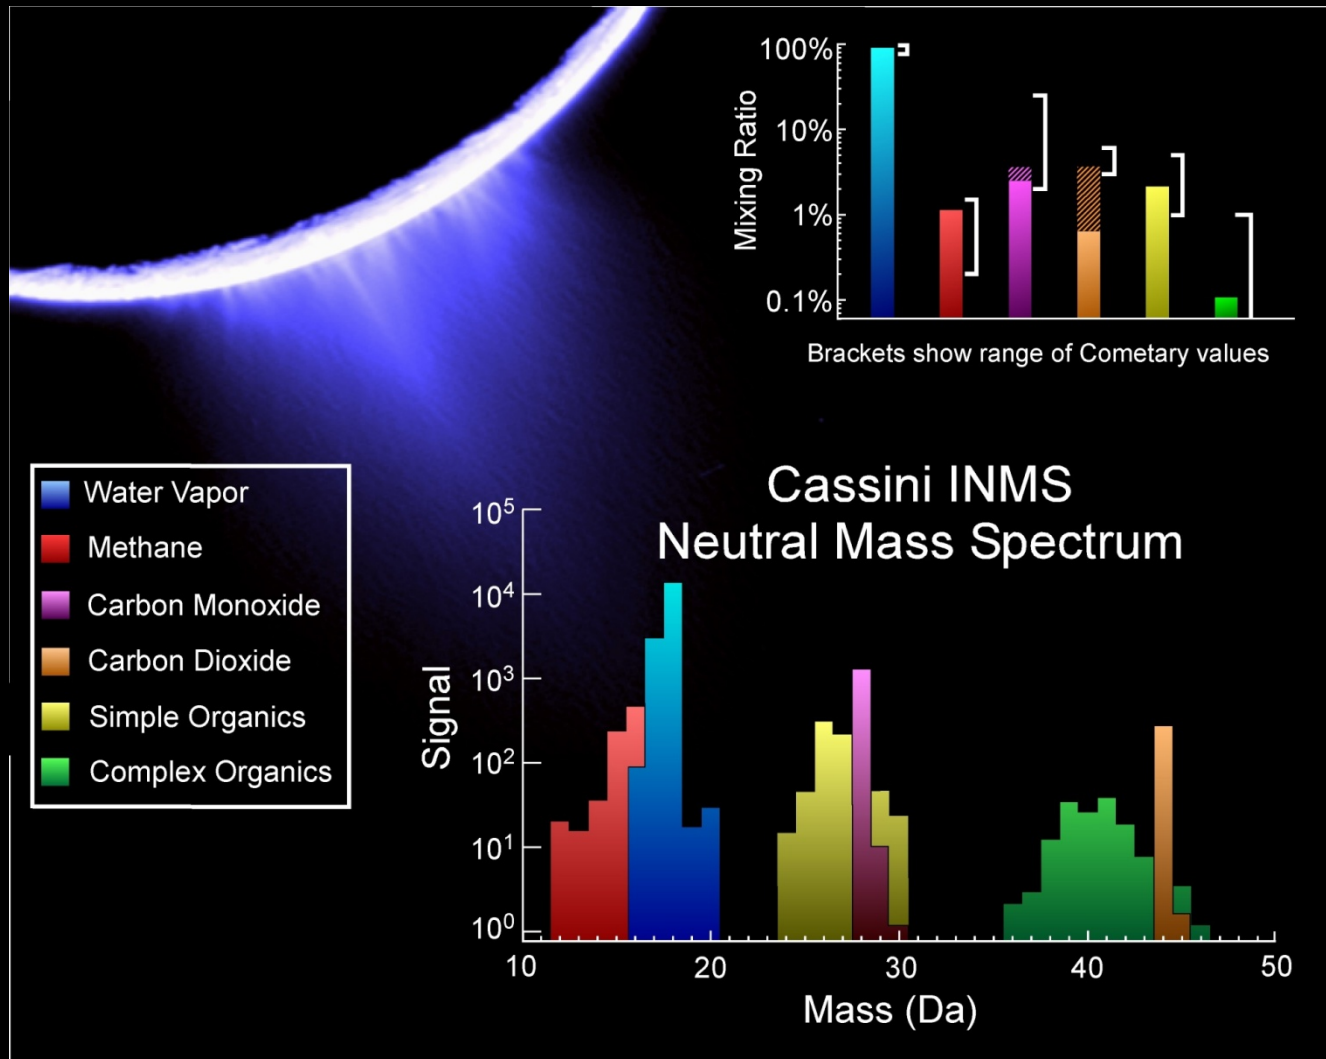 100%
10%
1%
0.1%
Mixing Ratio
Brackets show range of Cometary values
Water Vapor
Methane
Carbon Monoxide
Carbon Dioxide
Simple Organics
Complex Organics
Cassini INMS
Neutral Mass Spectrum
10⁵
10⁴
10³
10²
10¹
10⁰
Signal
10 20 30 40 50
Mass (Da)